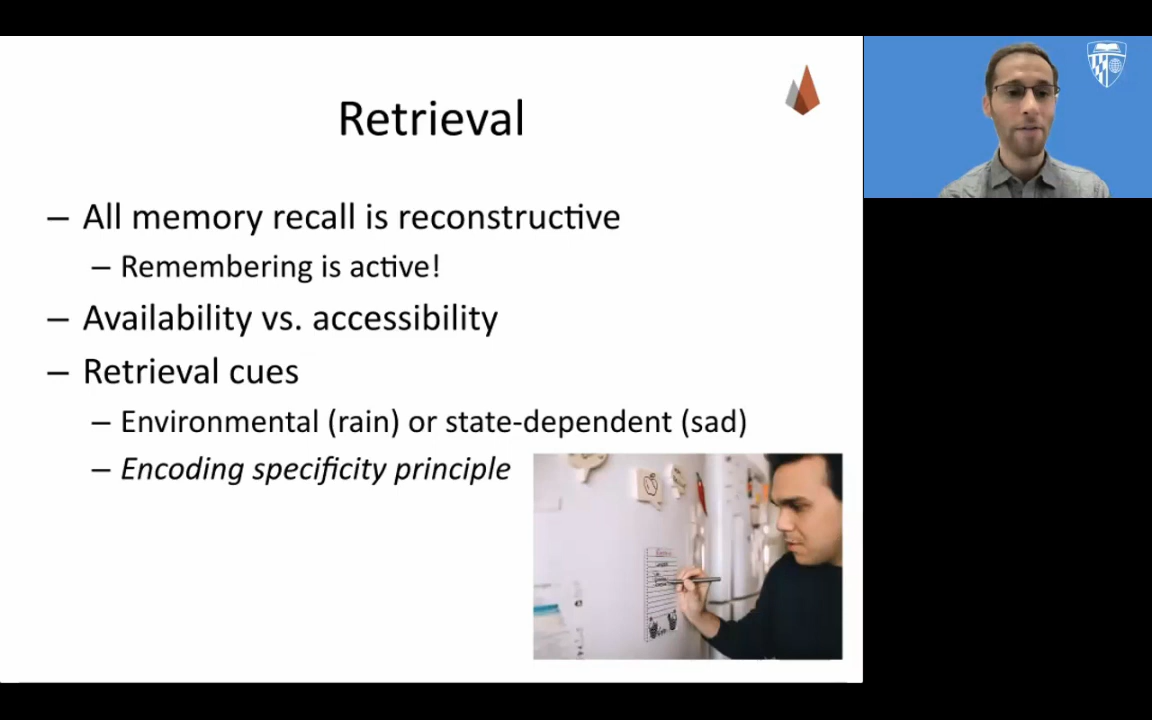 Retrieval
– All memory recall is reconstructive
– Remembering is active!
– Availability vs. accessibility
– Retrieval cues
– Environmental (rain) or state-dependent (sad)
– Encoding specificity principle